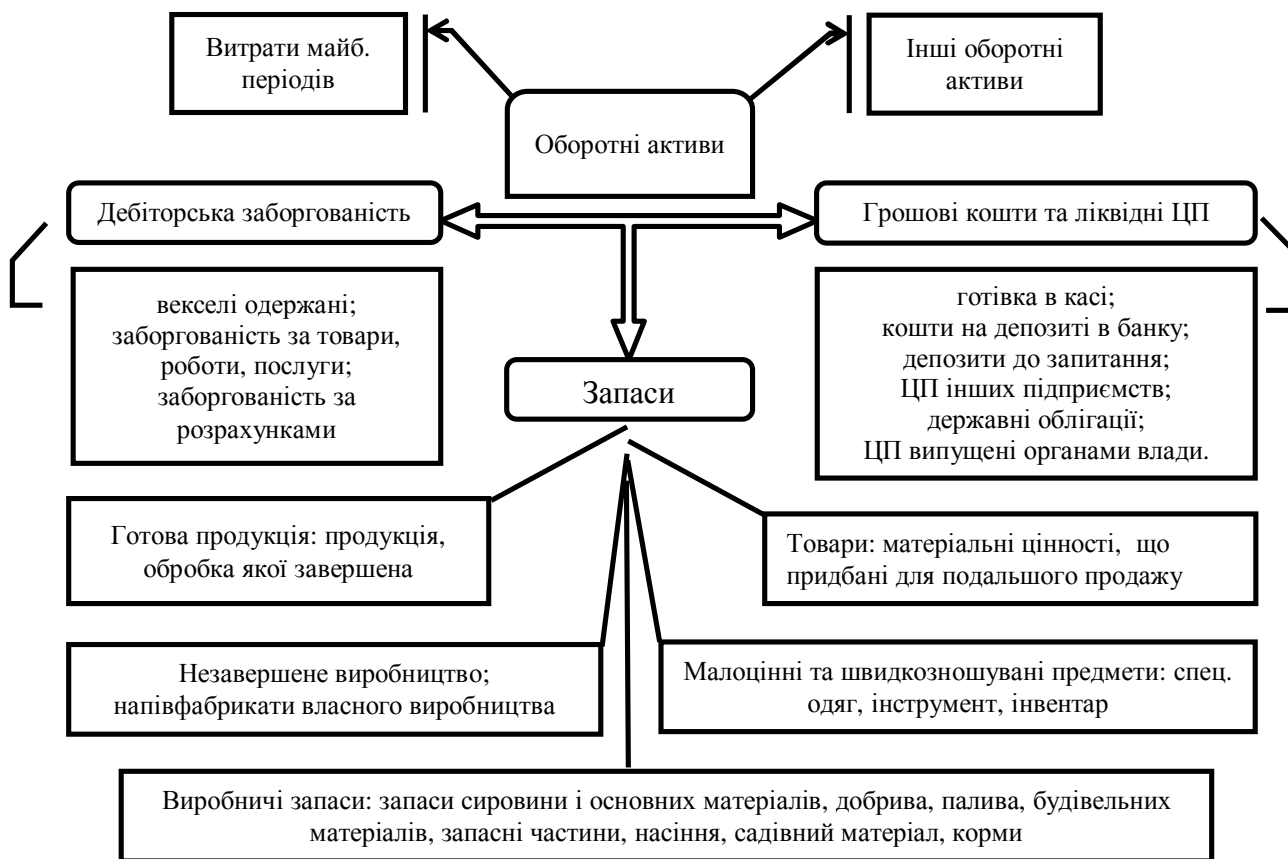 Витрати майб.
періодів
Інші оборотні
активи
Оборотні активи
Дебіторська заборгованість
Грошові кошти та ліквідні ЦП
векселі одержані;
заборгованість за товари,
роботи, послуги;
заборгованість за
розрахунками
готівка в касі;
кошти на депозиті в банку;
депозити до запитання;
ЦП інших підприємств;
державні облігації;
ЦП випущені органами влади.
Запаси
Готова продукція: продукція,
обробка якої завершена
Товари: матеріальні цінності, що
придбані для подальшого продажу
Незавершене виробництво;
напівфабрикати власного виробництва
Малоцінні та швидкозношувані предмети: спец.
одяг, інструмент, інвентар
Виробничі запаси: запаси сировини і основних матеріалів, добрива, палива, будівельних
матеріалів, запасні частини, насіння, садівний матеріал, корми